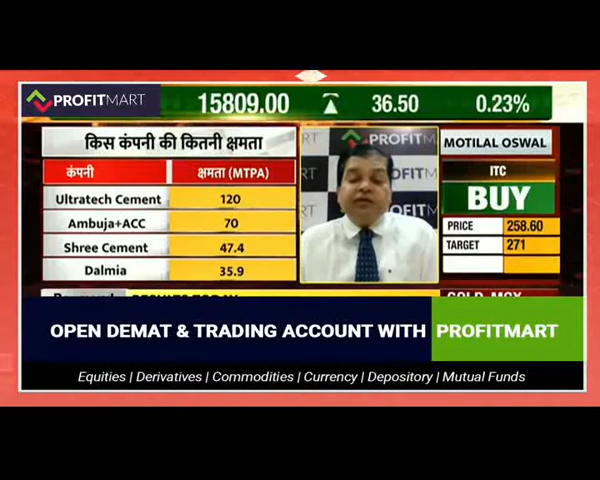 PROFITMART
15809.00 36.50 0.23%
किस कंपनी की कितनी क्षमता
कंपनी क्षमता (MTPA)
Ultratech Cement 120
Ambuja+ACC 70
Shree Cement 47.4
Dalmia 35.9
PROFITM
MOTILAL OSWAL
ITC
BUY
PRICE 258.60
TARGET 271
OPEN DEMAT & TRADING ACCOUNT WITH PROFITMART
Equities | Derivatives | Commodities | Currency | Depository | Mutual Funds